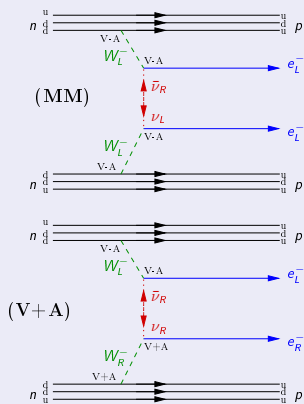 u u
n d d p
d u
V-A
W_L^- V-A e_L^-
ν̄_R
(MM)
ν_L
e_L^-
W_L^- V-A
V-A
d u
n d d p
u u
u u
n d d p
d u
V-A
W_L^- V-A e_L^-
ν̄_R
(V+A)
ν_R
e_R^-
W_R^- V+A
V+A
d u
n d d p
u u